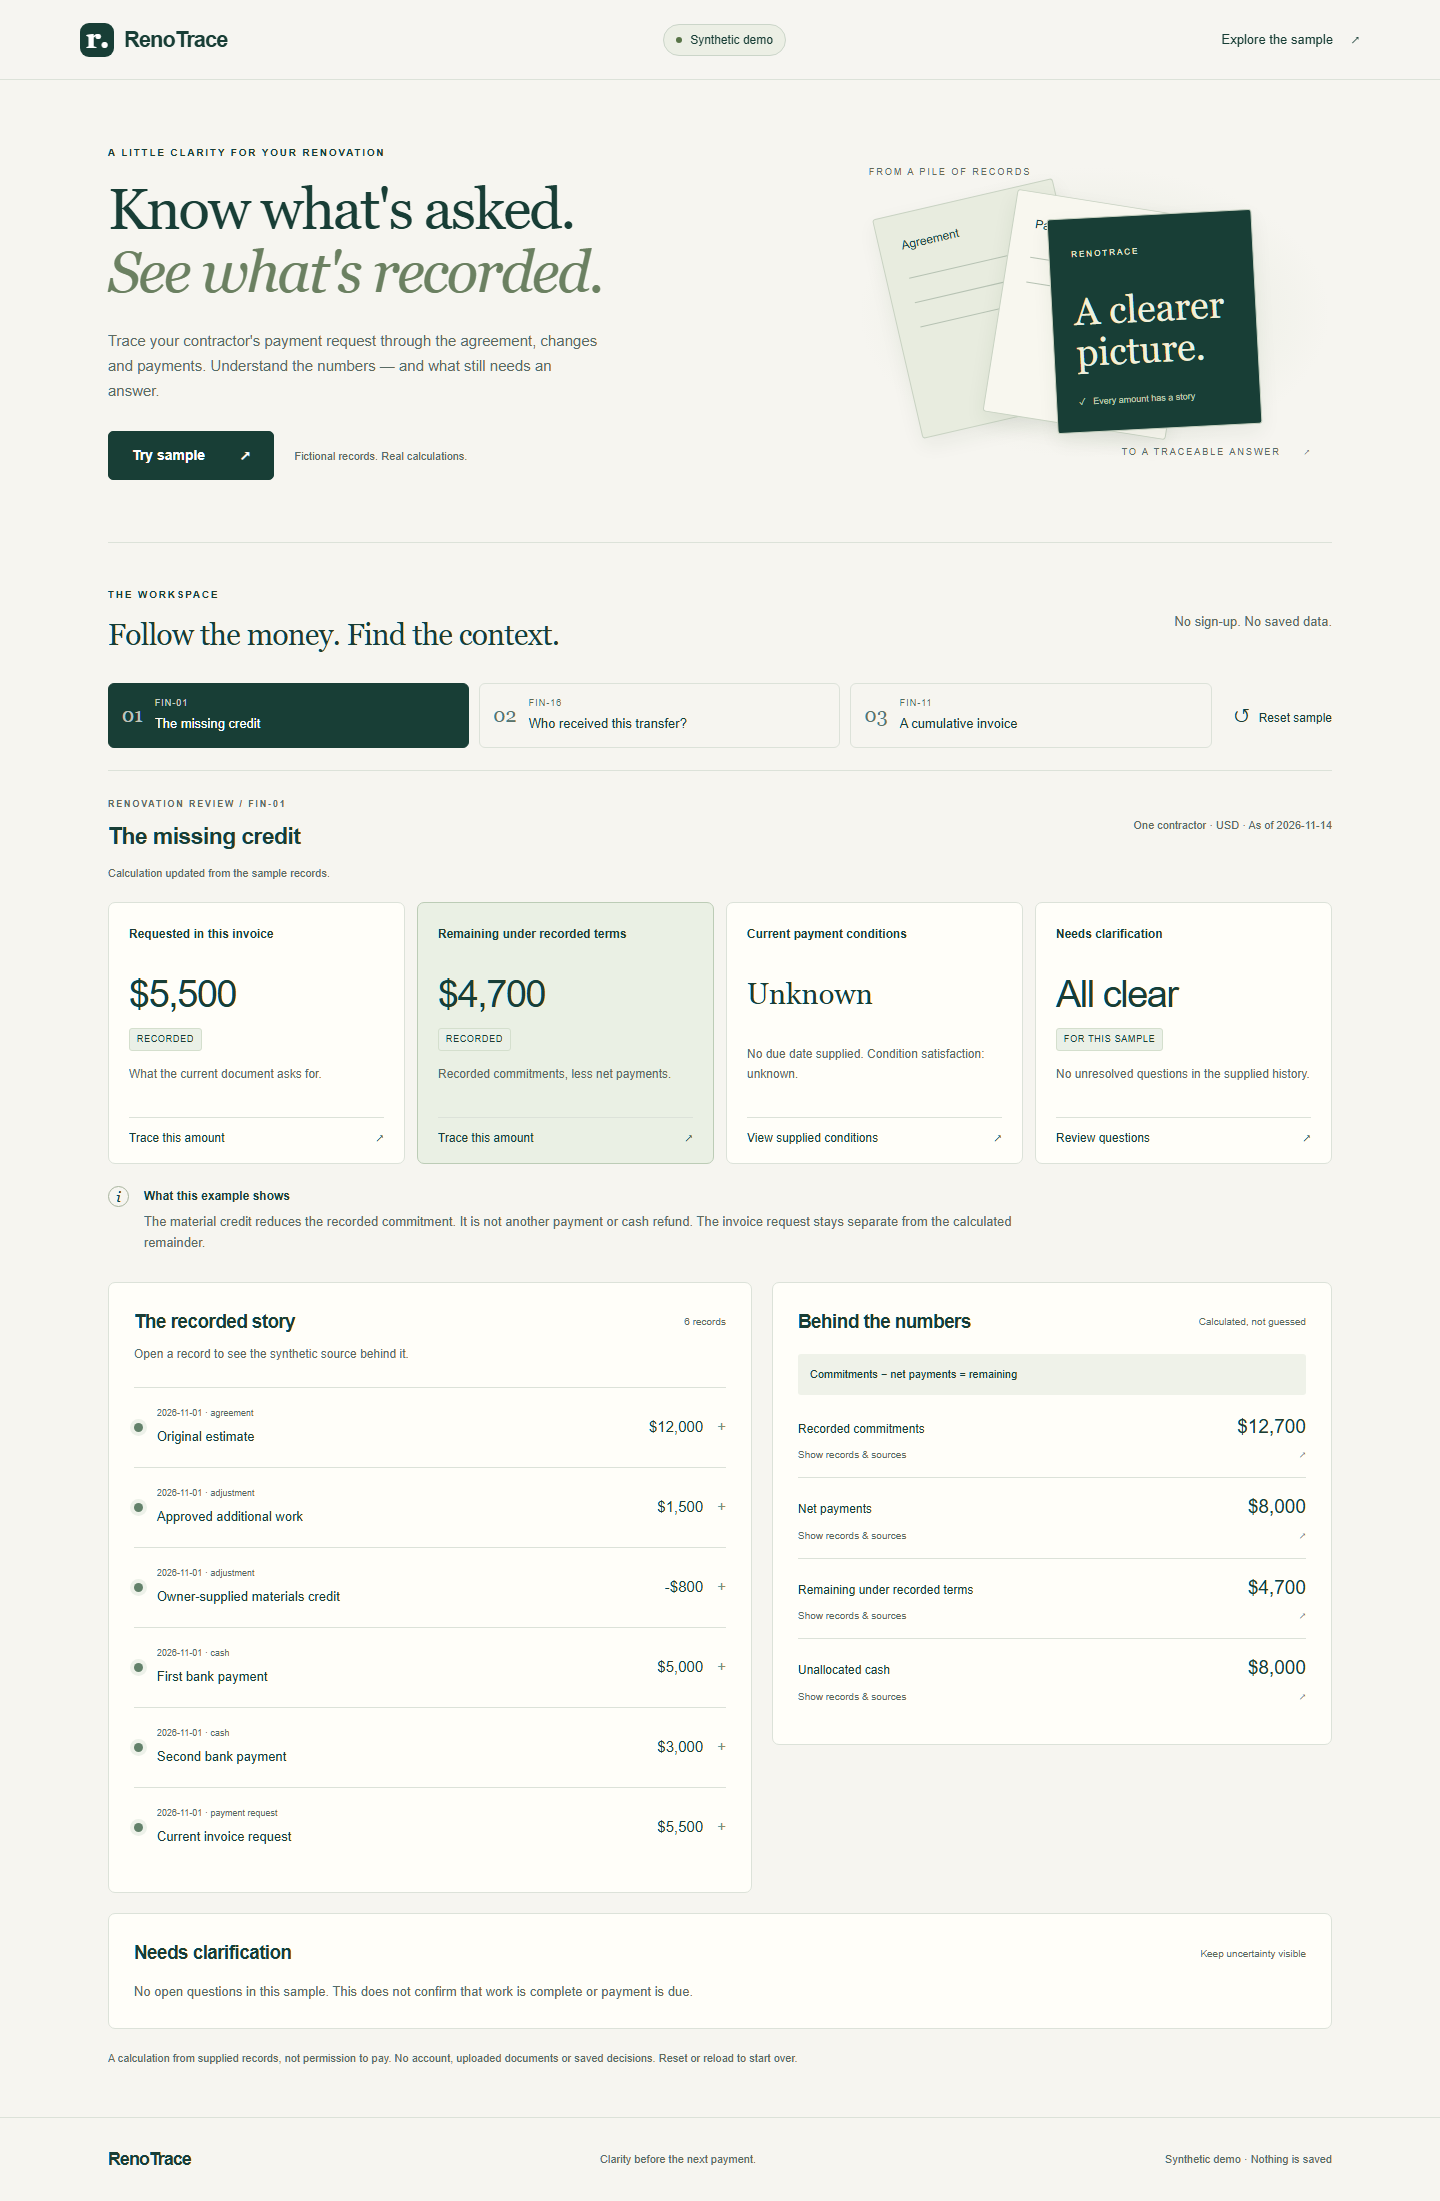 r. RenoTrace
Synthetic demo
Explore the sample ↗
A LITTLE CLARITY FOR YOUR RENOVATION
Know what's asked.
See what's recorded.
Trace your contractor's payment request through the agreement, changes
and payments. Understand the numbers — and what still needs an
answer.
Try sample ↗
Fictional records. Real calculations.
FROM A PILE OF RECORDS
Agreement
Pa
RENOTRACE
A clearer
picture.
✓ Every amount has a story
TO A TRACEABLE ANSWER ↗
THE WORKSPACE
Follow the money. Find the context.
No sign-up. No saved data.
01 FIN-01
The missing credit
02 FIN-16
Who received this transfer?
03 FIN-11
A cumulative invoice
↺ Reset sample
RENOVATION REVIEW / FIN-01
The missing credit
One contractor · USD · As of 2026-11-14
Calculation updated from the sample records.
Requested in this invoice
$5,500
RECORDED
What the current document asks for.
Trace this amount ↗
Remaining under recorded terms
$4,700
RECORDED
Recorded commitments, less net payments.
Trace this amount ↗
Current payment conditions
Unknown
No due date supplied. Condition satisfaction:
unknown.
View supplied conditions ↗
Needs clarification
All clear
FOR THIS SAMPLE
No unresolved questions in the supplied history.
Review questions ↗
i What this example shows
The material credit reduces the recorded commitment. It is not another payment or cash refund. The invoice request stays separate from the calculated
remainder.
The recorded story
6 records
Open a record to see the synthetic source behind it.
2026-11-01 · agreement
Original estimate $12,000 +
2026-11-01 · adjustment
Approved additional work $1,500 +
2026-11-01 · adjustment
Owner-supplied materials credit -$800 +
2026-11-01 · cash
First bank payment $5,000 +
2026-11-01 · cash
Second bank payment $3,000 +
2026-11-01 · payment request
Current invoice request $5,500 +
Behind the numbers
Calculated, not guessed
Commitments − net payments = remaining
Recorded commitments $12,700
Show records & sources ↗
Net payments $8,000
Show records & sources ↗
Remaining under recorded terms $4,700
Show records & sources ↗
Unallocated cash $8,000
Show records & sources ↗
Needs clarification
Keep uncertainty visible
No open questions in this sample. This does not confirm that work is complete or payment is due.
A calculation from supplied records, not permission to pay. No account, uploaded documents or saved decisions. Reset or reload to start over.
RenoTrace
Clarity before the next payment.
Synthetic demo · Nothing is saved